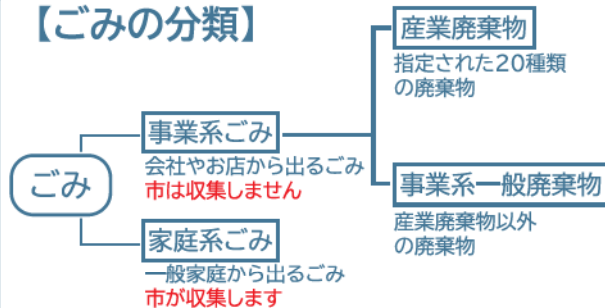 【ごみの分類】
産業廃棄物
指定された20種類
の廃棄物
事業系ごみ
会社やお店から出るごみ
市は収集しません
ごみ
事業系一般廃棄物
産業廃棄物以外
の廃棄物
家庭系ごみ
一般家庭から出るごみ
市が収集します